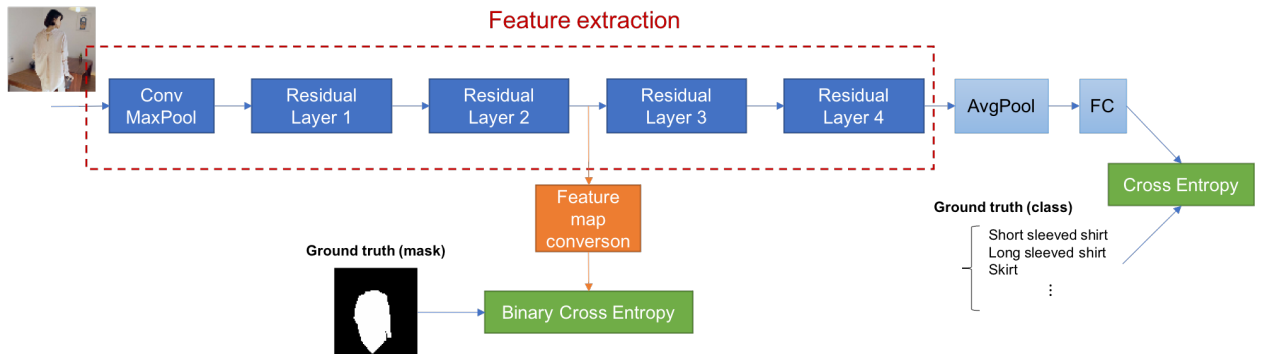 Feature extraction
Conv
MaxPool
Residual
Layer 1
Residual
Layer 2
Residual
Layer 3
Residual
Layer 4
AvgPool
FC
Cross Entropy
Feature
map
converson
Ground truth (class)
Short sleeved shirt
Long sleeved shirt
Skirt
⋮
Ground truth (mask)
Binary Cross Entropy